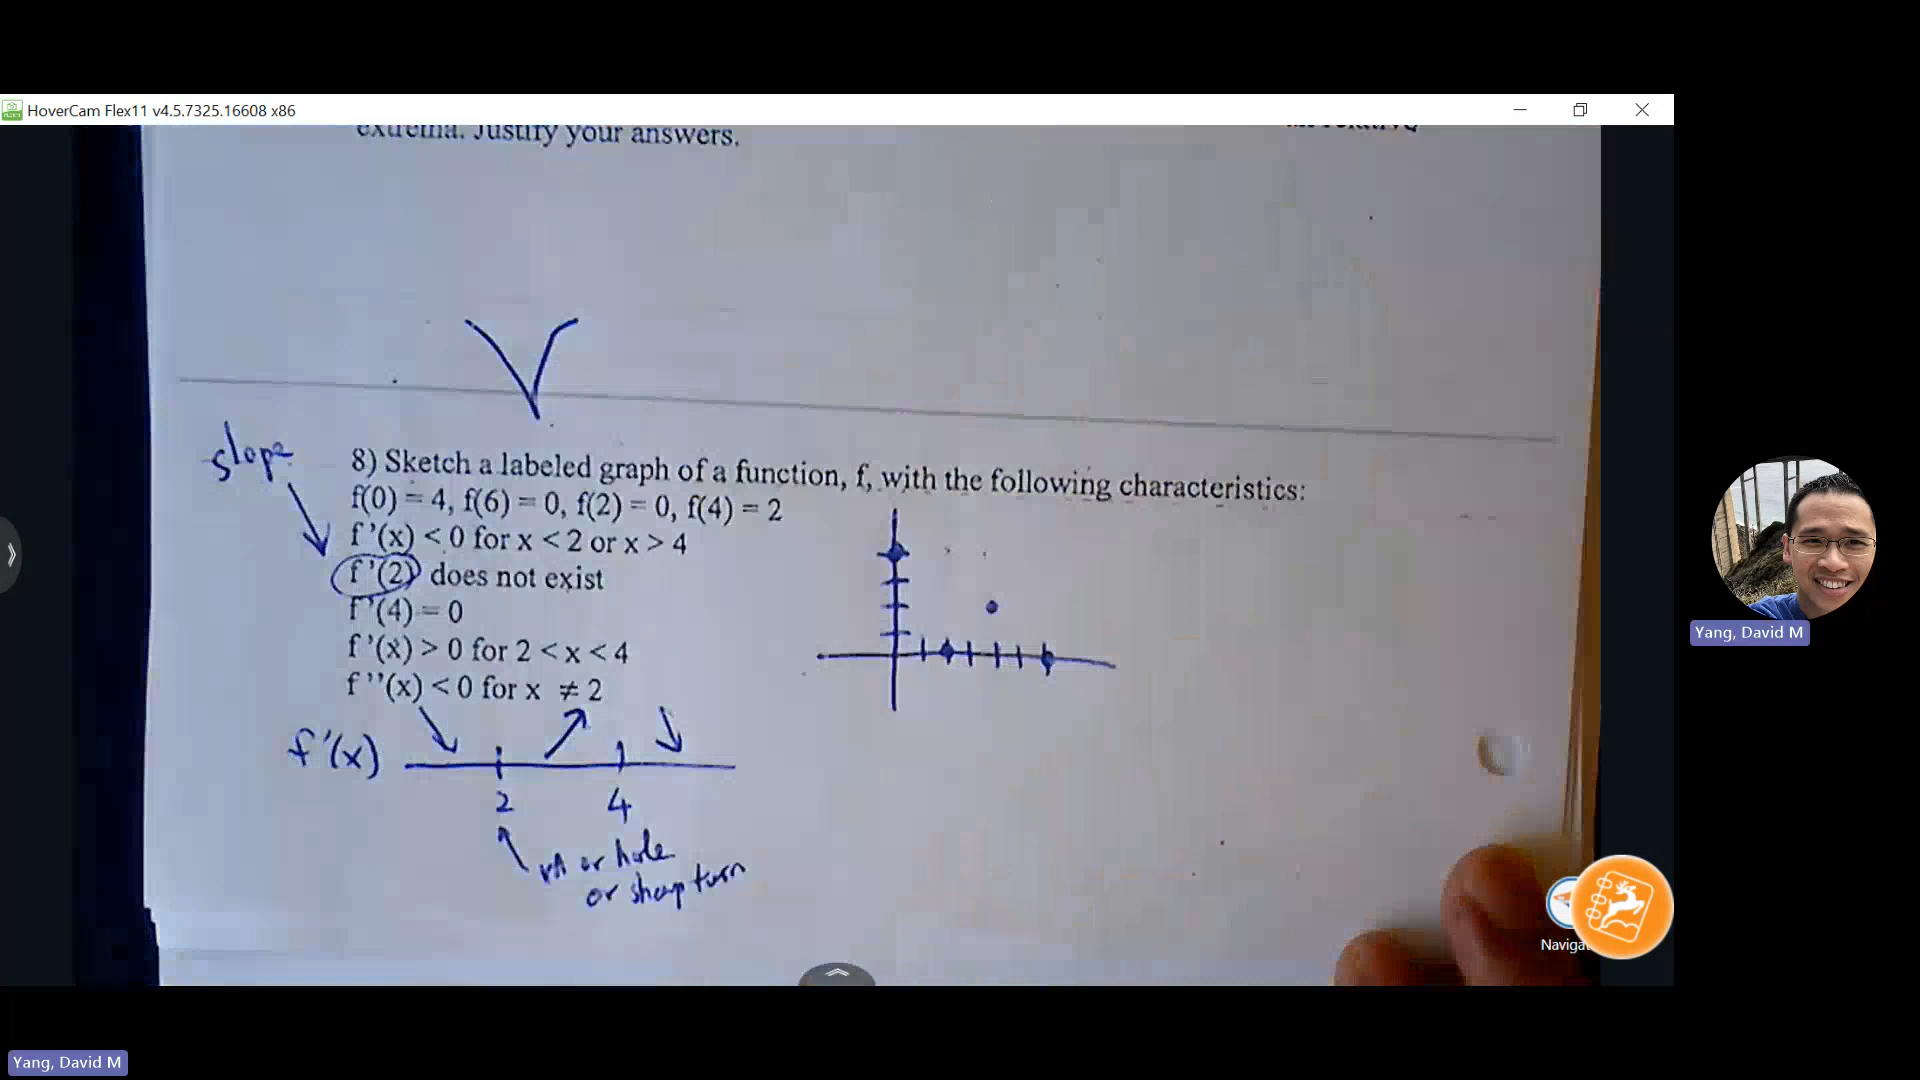 HoverCam Flex11 v4.5.7325.16608 x86
extrema. Justify your answers.
slope
8) Sketch a labeled graph of a function, f, with the following characteristics:
f(0) = 4, f(6) = 0, f(2) = 0, f(4) = 2
f '(x) < 0 for x < 2 or x > 4
f '(2) does not exist
f '(4) = 0
f '(x) > 0 for 2 < x < 4
f ''(x) < 0 for x ≠ 2
f'(x)
2 4
VA or hole
or sharp turn
Yang, David M
Yang, David M